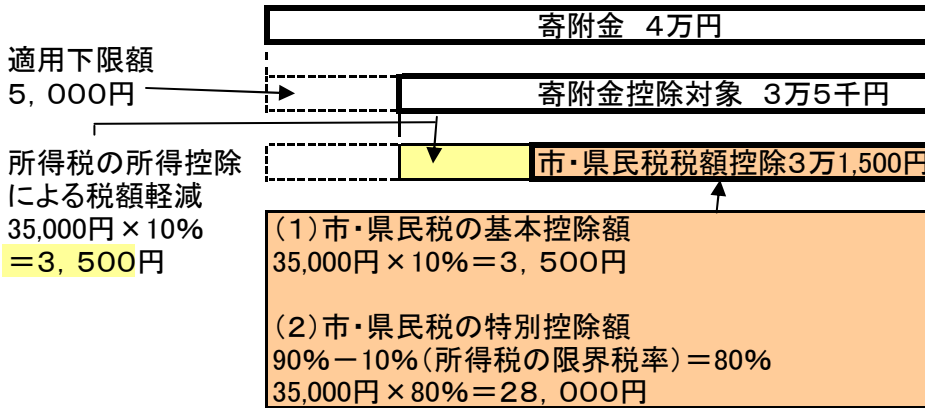 寄附金 4万円
適用下限額
5,000円
寄附金控除対象 3万5千円
所得税の所得控除
による税額軽減
35,000円×10%
=3,500円
市・県民税税額控除3万1,500円
(1)市・県民税の基本控除額
35,000円×10%=3,500円
(2)市・県民税の特別控除額
90%-10%(所得税の限界税率)=80%
35,000円×80%=28,000円